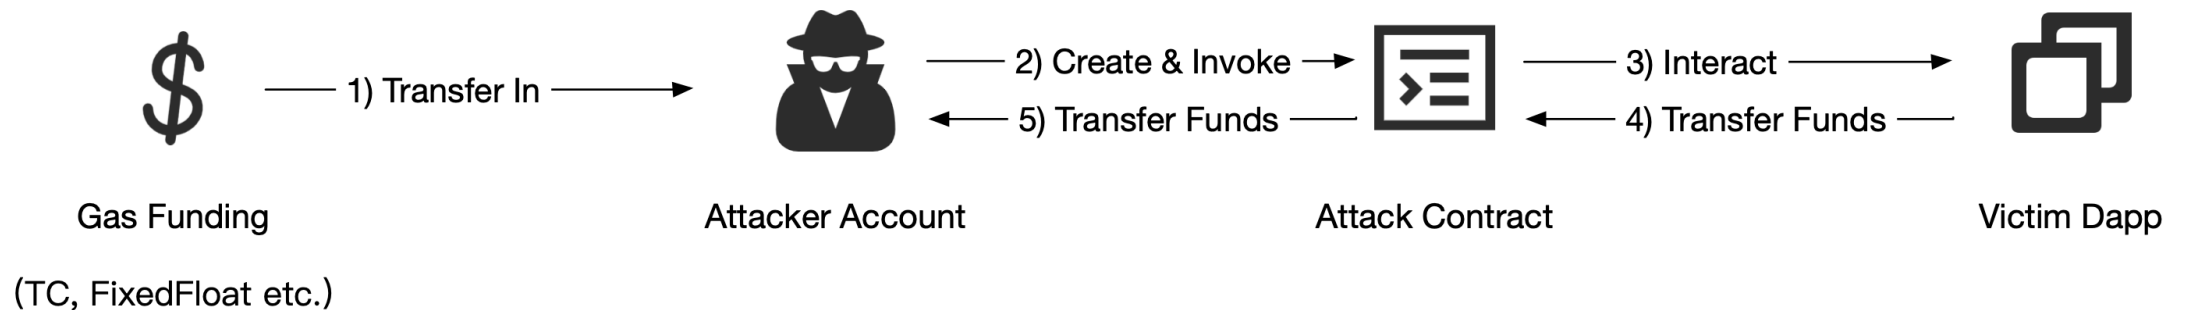 1) Transfer In
2) Create & Invoke
5) Transfer Funds
3) Interact
4) Transfer Funds
Gas Funding
Attacker Account
Attack Contract
Victim Dapp
(TC, FixedFloat etc.)